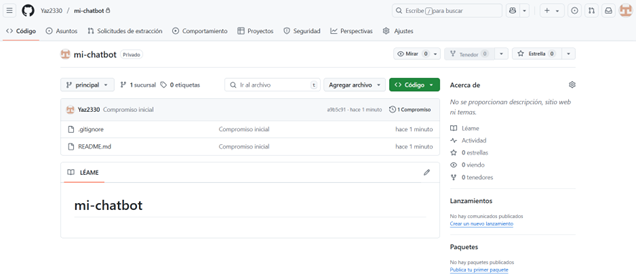 Yaz2330 / mi-chatbot
Escribe / para buscar
Código
Asuntos
Solicitudes de extracción
Comportamiento
Proyectos
Seguridad
Perspectivas
Ajustes
mi-chatbot Privado
Mirar 0
Tenedor 0
Estrella 0
principal
1 sucursal
0 etiquetas
Ir al archivo t
Agregar archivo
Código
Acerca de
No se proporcionan descripción, sitio web
ni temas.
Yaz2330 Compromiso inicial
hace 1 minuto
1 Compromiso
.gitignore Compromiso inicial hace 1 minuto
README.md Compromiso inicial hace 1 minuto
LÉAME
mi-chatbot
Léame
Actividad
0 estrellas
0 viendo
0 tenedores
Lanzamientos
No hay comunicados publicados
Crear un nuevo lanzamiento
Paquetes
No hay paquetes publicados
Publica tu primer paquete